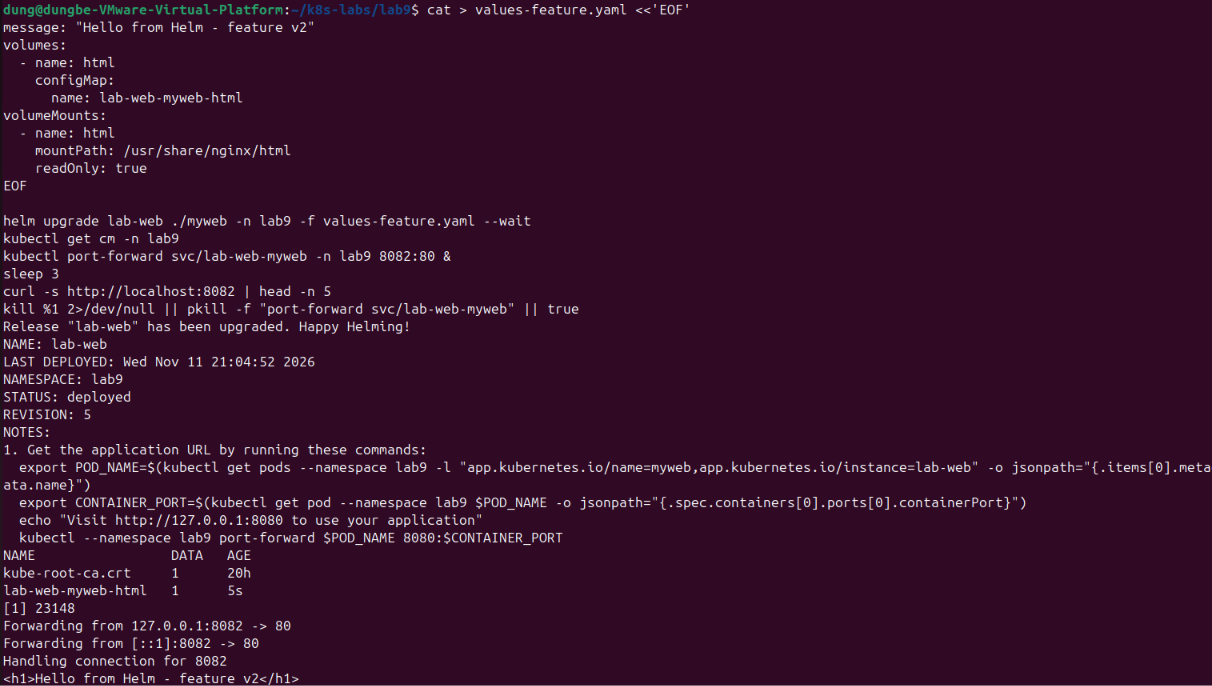 dung@dungbe-VMware-Virtual-Platform:~/k8s-labs/lab9$ cat > values-feature.yaml <<'EOF'
message: "Hello from Helm - feature v2"
volumes:
  - name: html
    configMap:
      name: lab-web-myweb-html
volumeMounts:
  - name: html
    mountPath: /usr/share/nginx/html
    readOnly: true
EOF

helm upgrade lab-web ./myweb -n lab9 -f values-feature.yaml --wait
kubectl get cm -n lab9
kubectl port-forward svc/lab-web-myweb -n lab9 8082:80 &
sleep 3
curl -s http://localhost:8082 | head -n 5
kill %1 2>/dev/null || pkill -f "port-forward svc/lab-web-myweb" || true
Release "lab-web" has been upgraded. Happy Helming!
NAME: lab-web
LAST DEPLOYED: Wed Nov 11 21:04:52 2026
NAMESPACE: lab9
STATUS: deployed
REVISION: 5
NOTES:
1. Get the application URL by running these commands:
  export POD_NAME=$(kubectl get pods --namespace lab9 -l "app.kubernetes.io/name=myweb,app.kubernetes.io/instance=lab-web" -o jsonpath="{.items[0].meta
ata.name}")
  export CONTAINER_PORT=$(kubectl get pod --namespace lab9 $POD_NAME -o jsonpath="{.spec.containers[0].ports[0].containerPort}")
  echo "Visit http://127.0.0.1:8080 to use your application"
  kubectl --namespace lab9 port-forward $POD_NAME 8080:$CONTAINER_PORT
NAME                 DATA   AGE
kube-root-ca.crt     1      20h
lab-web-myweb-html   1      5s
[1] 23148
Forwarding from 127.0.0.1:8082 -> 80
Forwarding from [::1]:8082 -> 80
Handling connection for 8082
<h1>Hello from Helm - feature v2</h1>